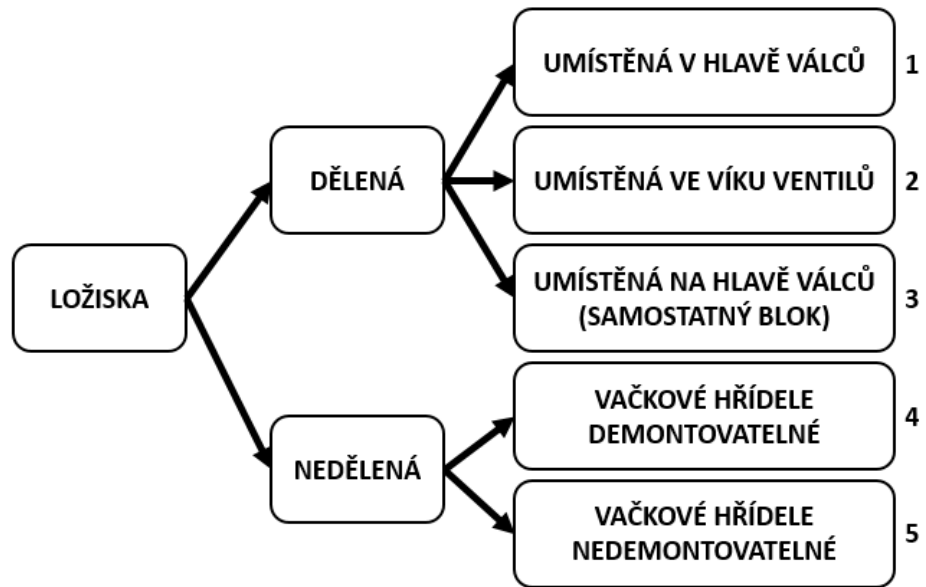 LOŽISKA
DĚLENÁ
UMÍSTĚNÁ V HLAVĚ VÁLCŮ 1
UMÍSTĚNÁ VE VÍKU VENTILŮ 2
UMÍSTĚNÁ NA HLAVĚ VÁLCŮ
(SAMOSTATNÝ BLOK) 3
NEDĚLENÁ
VAČKOVÉ HŘÍDELE
DEMONTOVATELNÉ 4
VAČKOVÉ HŘÍDELE
NEDEMONTOVATELNÉ 5